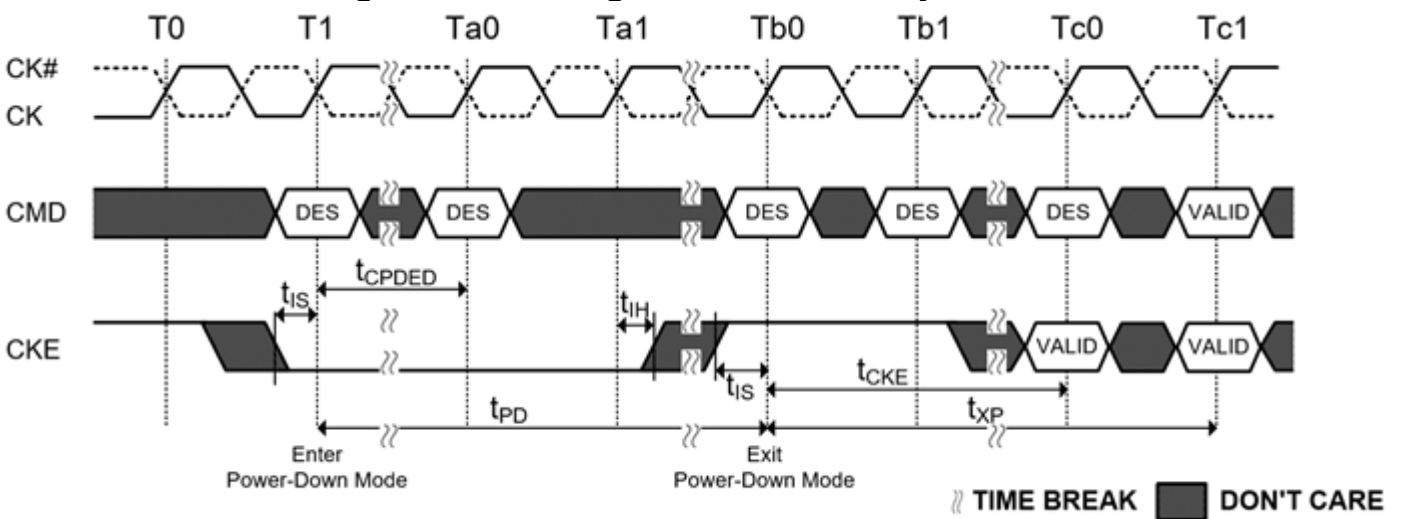 T0 T1 Ta0 Ta1 Tb0 Tb1 Tc0 Tc1
CK#
CK
CMD DES DES DES DES DES VALID
tCPDED
tIS tIH
CKE VALID VALID
tIS tCKE
tPD tXP
Enter Exit
Power-Down Mode Power-Down Mode
TIME BREAK DON'T CARE